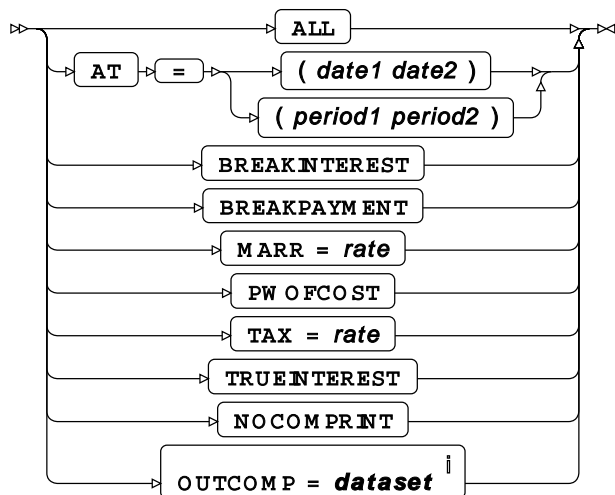 ALL
AT = ( date1 date2 )
( period1 period2 )
BREAKINTEREST
BREAKPAYMENT
MARR = rate
PWOFCOST
TAX = rate
TRUEINTEREST
NOCOMPRINT
OUTCOMP = dataset i